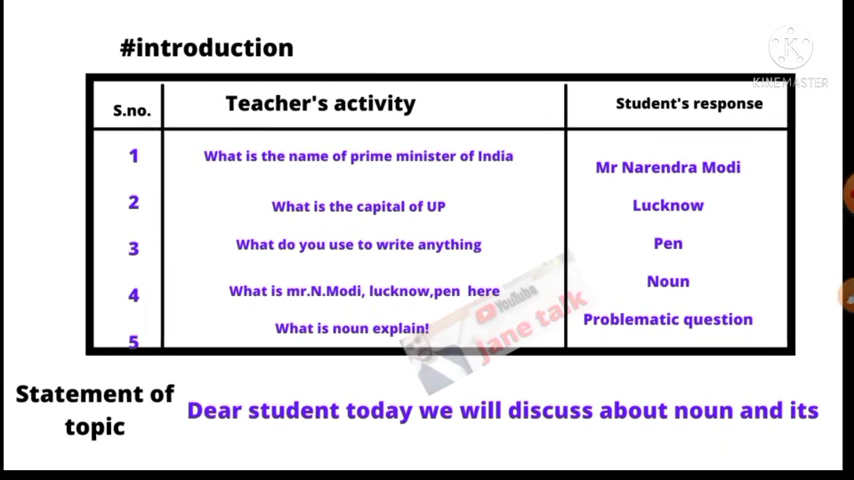 #introduction
KINEMASTER
S.no. Teacher's activity Student's response
1 What is the name of prime minister of India Mr Narendra Modi
2 What is the capital of UP Lucknow
3 What do you use to write anything Pen
4 What is mr.N.Modi, lucknow,pen here Noun
5 What is noun explain! Problematic question
YouTube
Jane talk
Statement of
topic
Dear student today we will discuss about noun and its